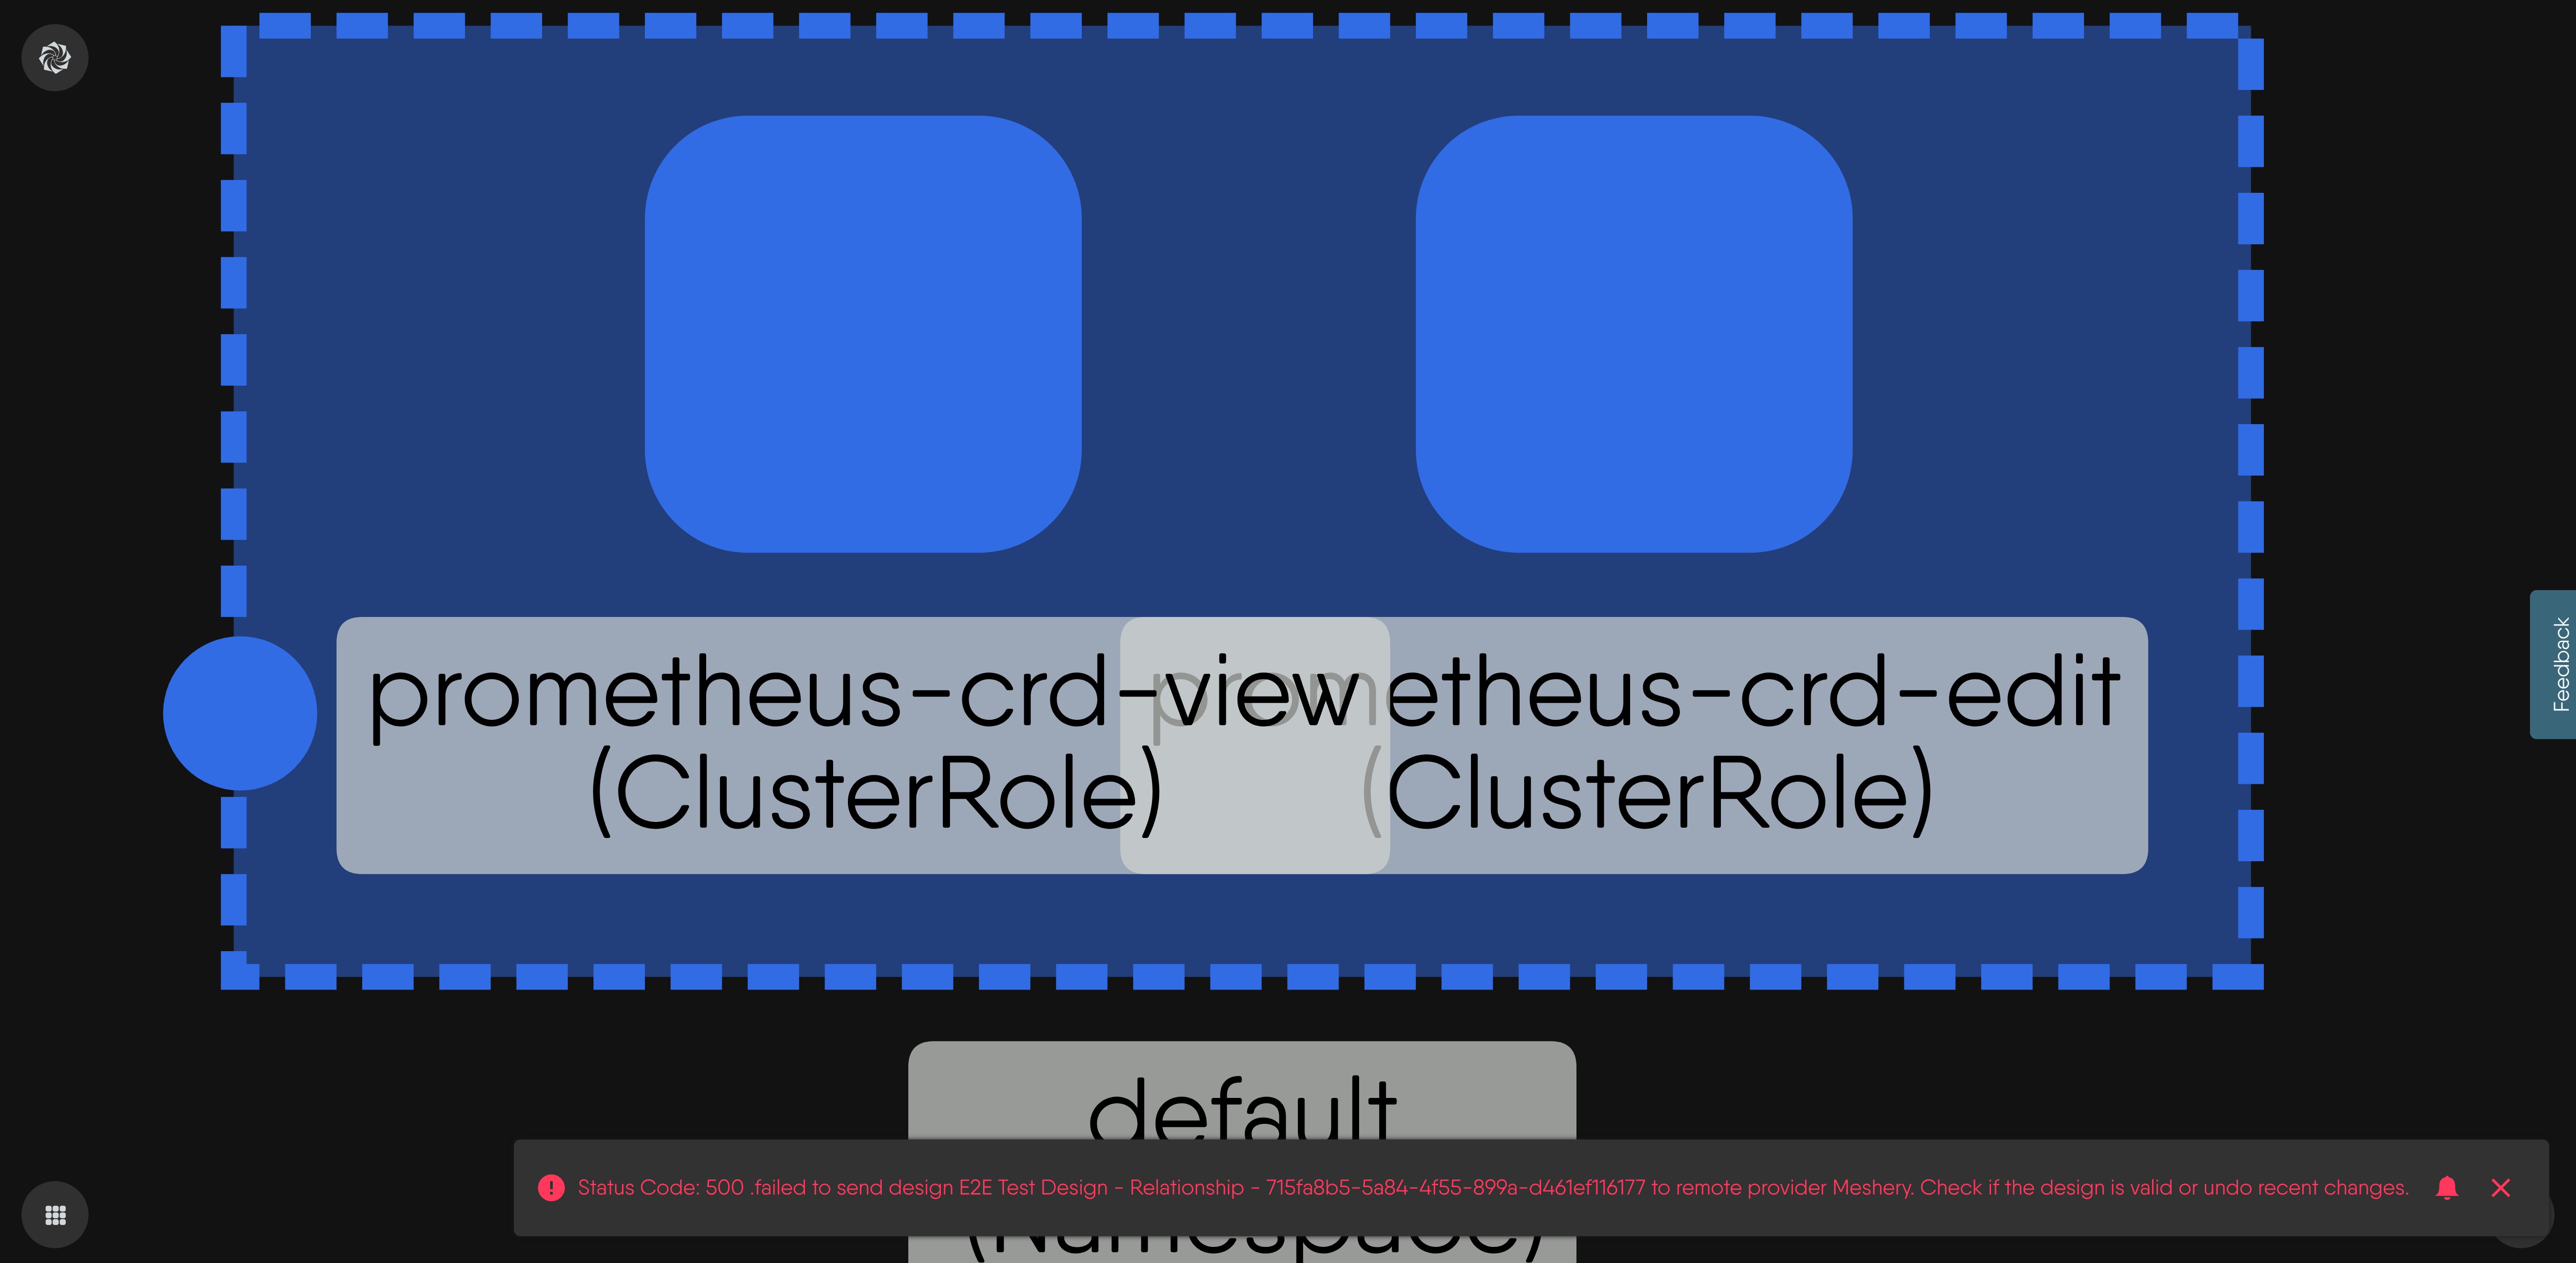 prometheus-crd-view
(ClusterRole)
prometheus-crd-edit
(ClusterRole)
Feedback
default
(Namespace)
Status Code: 500 .failed to send design E2E Test Design - Relationship - 715fa8b5-5a84-4f55-899a-d461ef116177 to remote provider Meshery. Check if the design is valid or undo recent changes.